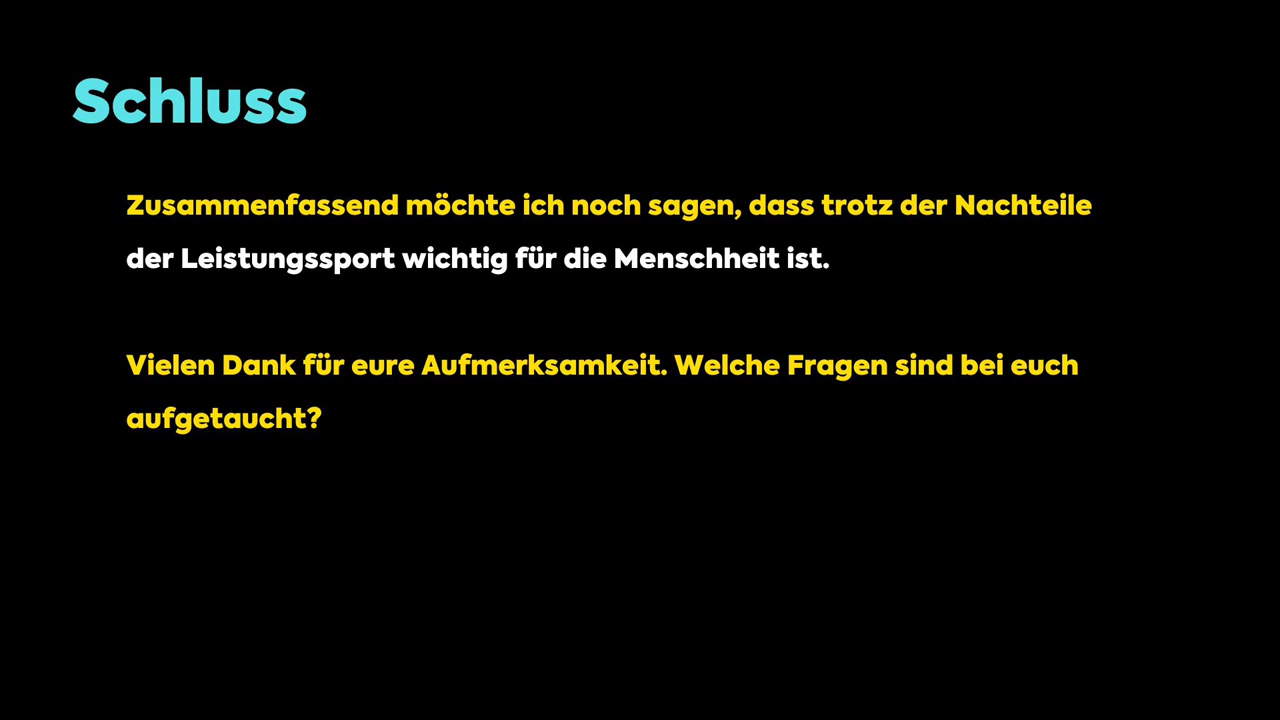 Schluss
Zusammenfassend möchte ich noch sagen, dass trotz der Nachteile
der Leistungssport wichtig für die Menschheit ist.
Vielen Dank für eure Aufmerksamkeit. Welche Fragen sind bei euch
aufgetaucht?